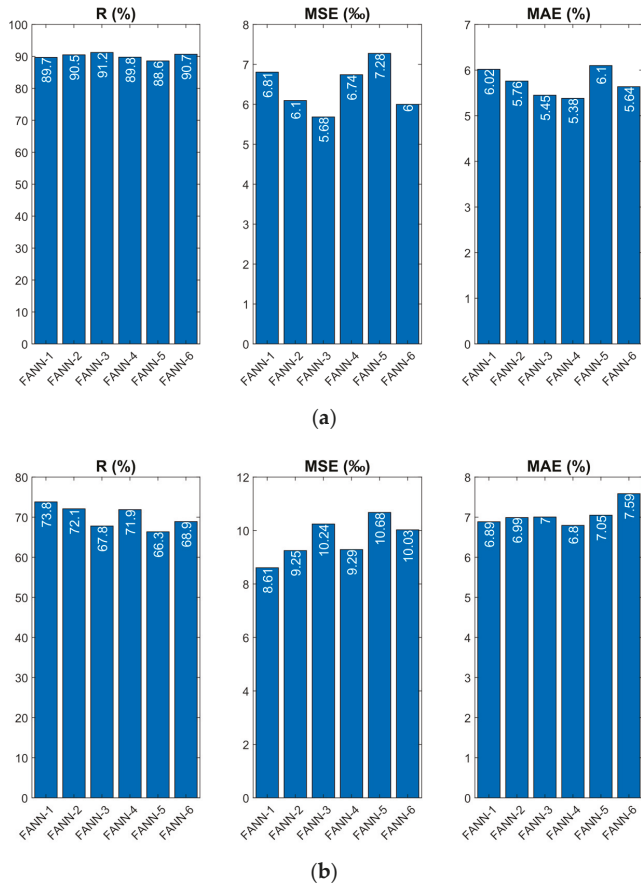 R (%)
MSE (‰)
MAE (%)
100
90
80
70
60
50
40
30
20
10
0
89.7
90.5
91.2
89.8
88.6
90.7
FANN-1
FANN-2
FANN-3
FANN-4
FANN-5
FANN-6
8
7
6
5
4
3
2
1
0
6.81
6.1
5.68
6.74
7.28
6
FANN-1
FANN-2
FANN-3
FANN-4
FANN-5
FANN-6
7
6
5
4
3
2
1
0
6.02
5.76
5.45
5.38
6.1
5.64
FANN-1
FANN-2
FANN-3
FANN-4
FANN-5
FANN-6
(a)
R (%)
MSE (‰)
MAE (%)
80
70
60
50
40
30
20
10
0
73.8
72.1
67.8
71.9
66.3
68.9
FANN-1
FANN-2
FANN-3
FANN-4
FANN-5
FANN-6
12
10
8
6
4
2
0
8.61
9.25
10.24
9.29
10.68
10.03
FANN-1
FANN-2
FANN-3
FANN-4
FANN-5
FANN-6
8
7
6
5
4
3
2
1
0
6.89
6.99
7
6.8
7.05
7.59
FANN-1
FANN-2
FANN-3
FANN-4
FANN-5
FANN-6
(b)